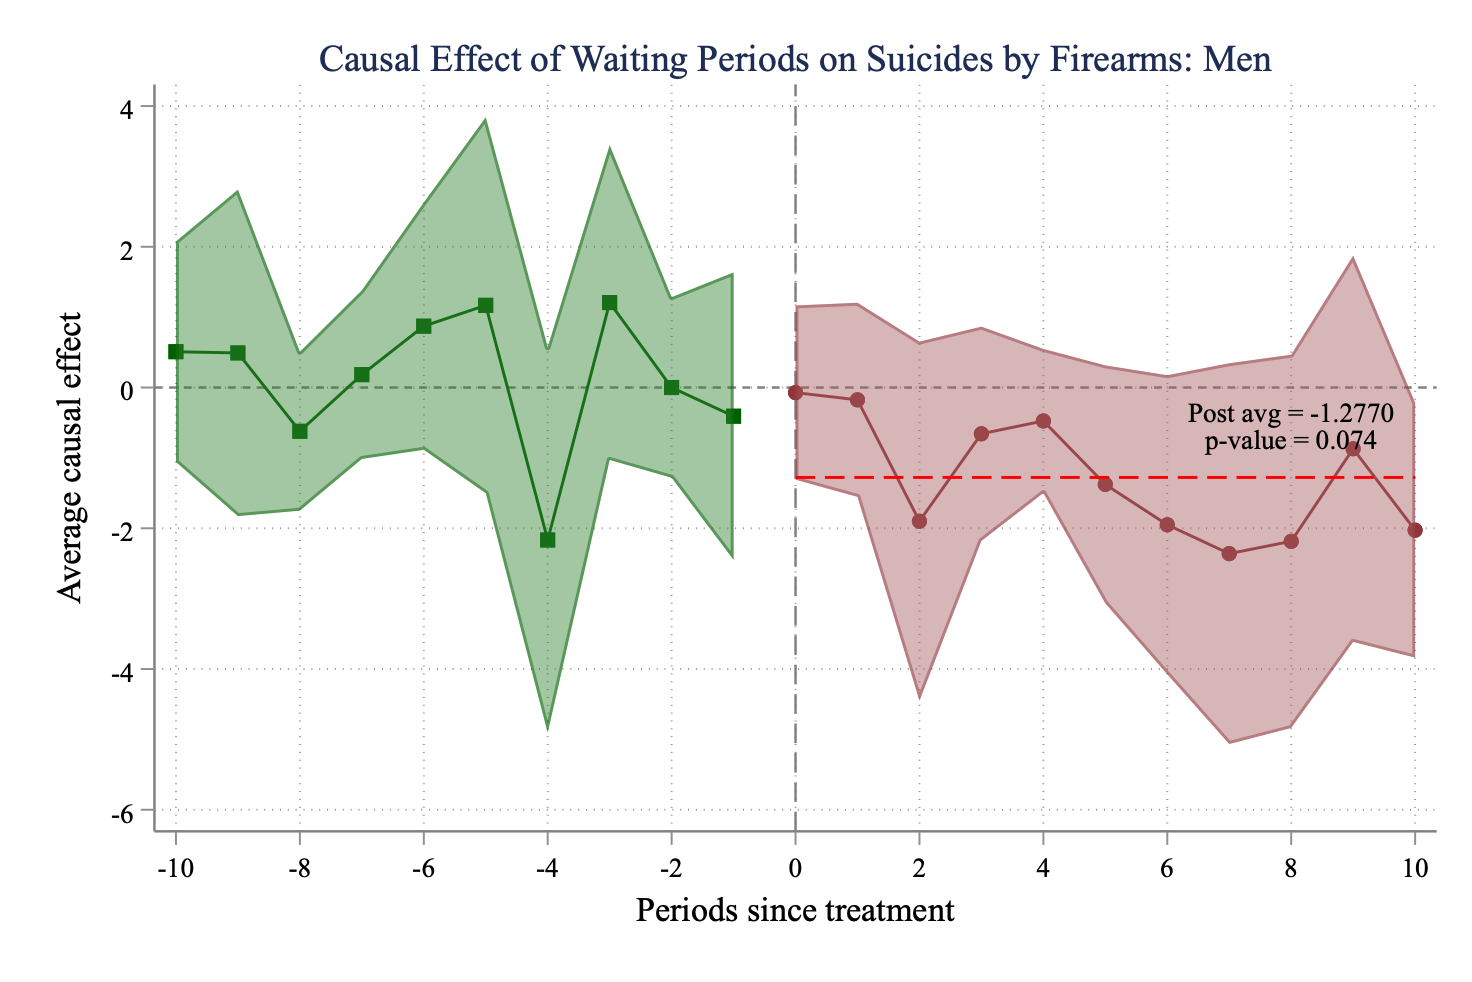 Causal Effect of Waiting Periods on Suicides by Firearms: Men
4
2
0
-2
-4
-6
Average causal effect
Post avg = -1.2770
p-value = 0.074
-10 -8 -6 -4 -2 0 2 4 6 8 10
Periods since treatment